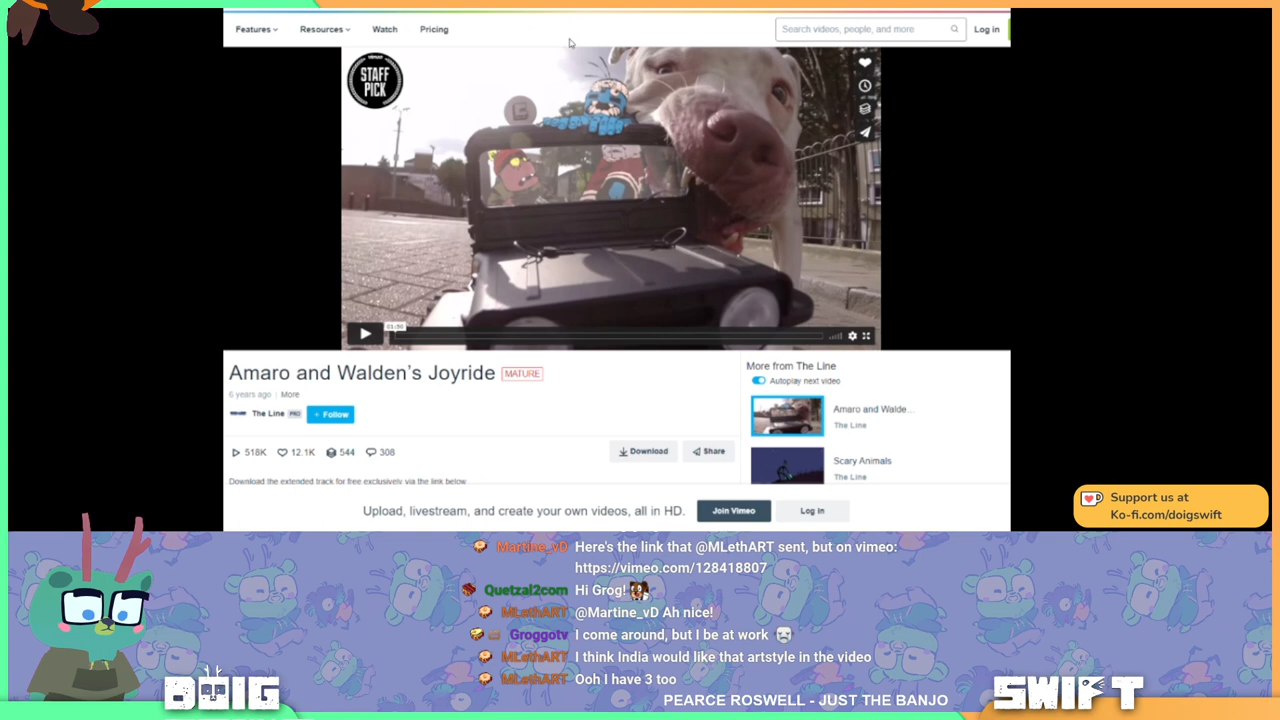 Features
Resources
Watch
Pricing
Search videos, people, and more
Log in
STAFF
PICK
01:50
Amaro and Walden's Joyride
MATURE
6 years ago
More
The Line
PRO
+ Follow
518K
12.1K
544
308
Download
Share
Download the extended track for free exclusively via the link below
More from The Line
Autoplay next video
Amaro and Walde...
The Line
Scary Animals
The Line
Upload, livestream, and create your own videos, all in HD.
Join Vimeo
Log in
Support us at
Ko-fi.com/doigswift
Martine_vD Here's the link that @MLethART sent, but on vimeo:
https://vimeo.com/128418807
Quetzal2com Hi Grog!
MLethART @Martine_vD Ah nice!
Groggotv I come around, but I be at work
MLethART I think India would like that artstyle in the video
MLethART Ooh I have 3 too
PEARCE ROSWELL - JUST THE BANJO
DOIG
SWIFT